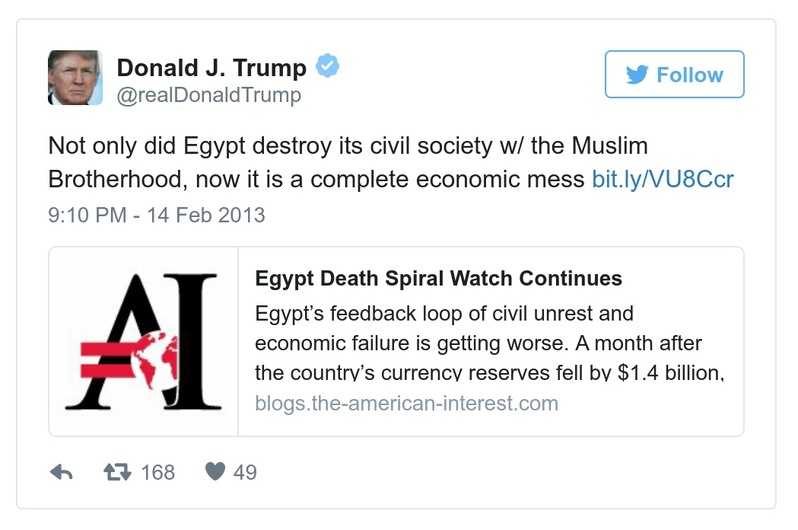 Donald J. Trump
@realDonaldTrump
Follow
Not only did Egypt destroy its civil society w/ the Muslim
Brotherhood, now it is a complete economic mess bit.ly/VU8Ccr
9:10 PM - 14 Feb 2013
AI
Egypt Death Spiral Watch Continues
Egypt’s feedback loop of civil unrest and
economic failure is getting worse. A month after
the country’s currency reserves fell by $1.4 billion,
blogs.the-american-interest.com
168
49